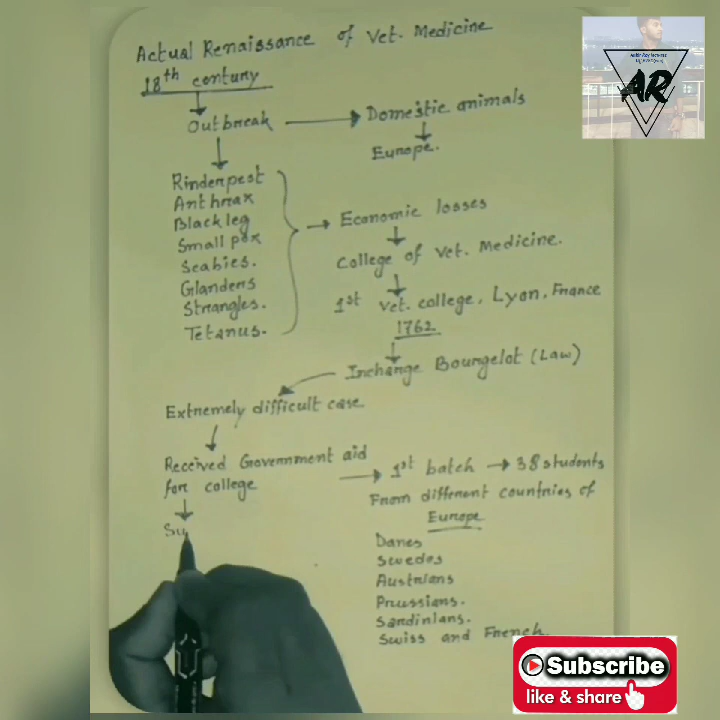 Actual Renaissance of Vet. Medicine
18th century
Outbreak → Domestic animals
Europe.
Rinderpest
Anthrax
Black leg
Small pox
Scabies.
Glanders
Strangles.
Tetanus.
→ Economic losses
College of Vet. Medicine.
1st Vet. college, Lyon, France
1762
Incharge Bourgelot (Law)
Extremely difficult case
Received Government aid
for college
→ 1st batch → 38 students
From different countries of
Europe
Danes
Swedes
Austrians
Prussians.
Sardinians.
Swiss and French
Su
AR
Subscribe
like & share